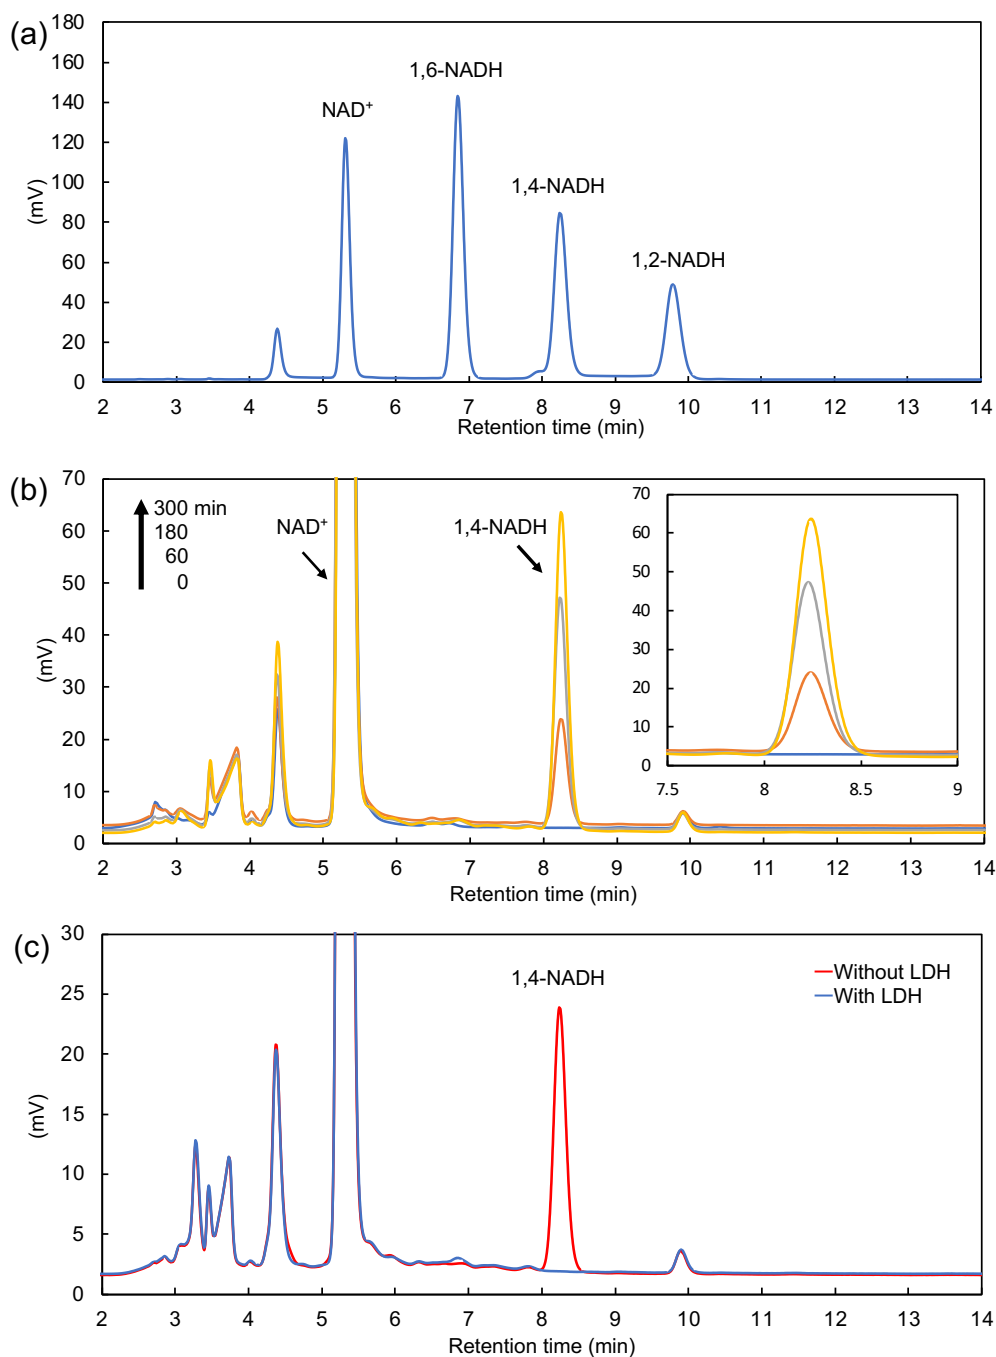 (a)
180
160
140
120
100
80
60
40
20
0
(mV)
NAD⁺
1,6-NADH
1,4-NADH
1,2-NADH
2 3 4 5 6 7 8 9 10 11 12 13 14
Retention time (min)
(b)
70
60
50
40
30
20
10
0
(mV)
300 min
180
60
0
NAD⁺
1,4-NADH
70
60
50
40
30
20
10
0
7.5 8 8.5 9
2 3 4 5 6 7 8 9 10 11 12 13 14
Retention time (min)
(c)
30
25
20
15
10
5
0
(mV)
1,4-NADH
Without LDH
With LDH
2 3 4 5 6 7 8 9 10 11 12 13 14
Retention time (min)